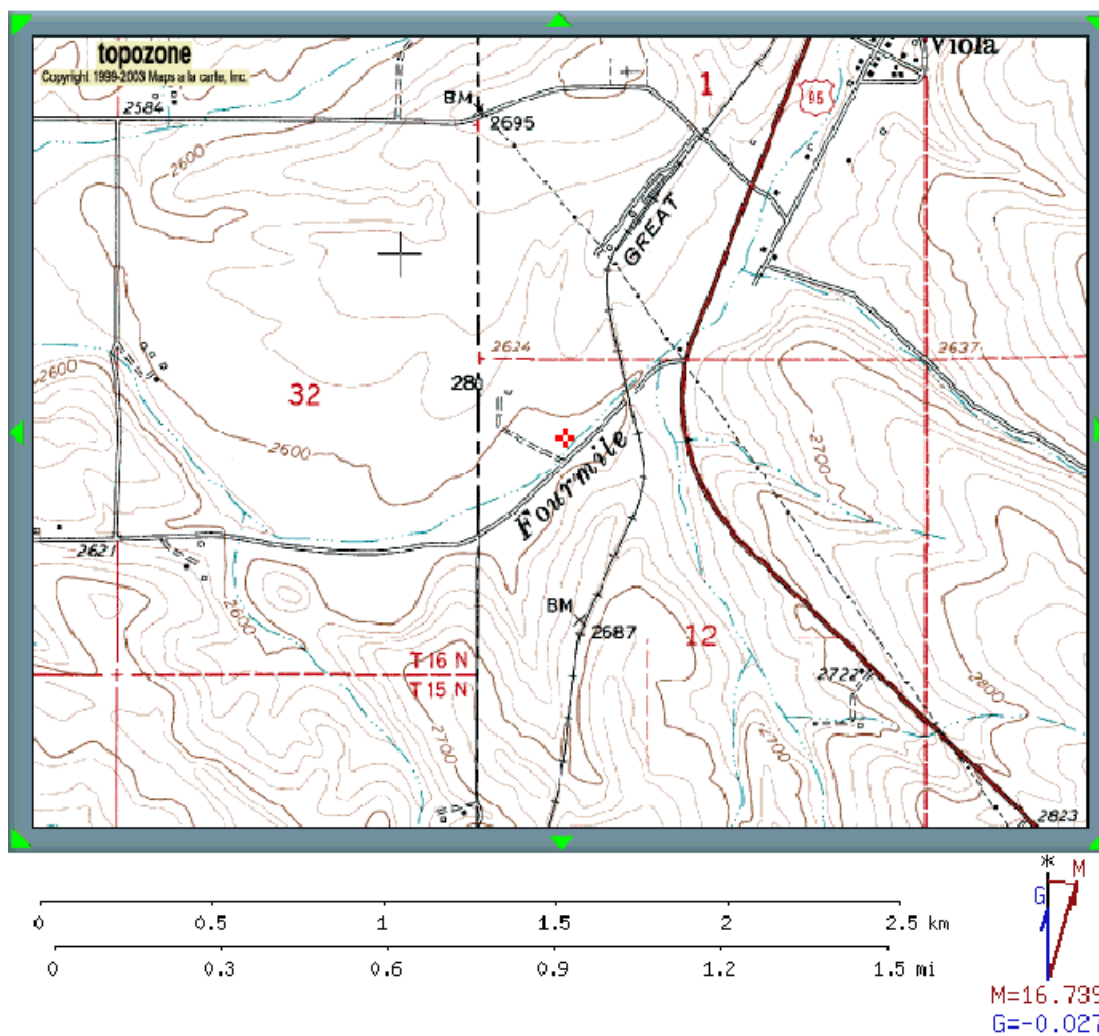 topozone
Copyright 1999-2003 Maps a la carte, Inc.
Viola
BM
1
95
2584
2695
2600
GREAT
2624
2637
2600
32
28
2600
2700
Fourmile
2621
2600
BM
2687
12
T 16 N
T 15 N
2722
2800
2700
2700
2823
0 0.5 1 1.5 2 2.5 km
0 0.3 0.6 0.9 1.2 1.5 mi
* M
G
M=16.739
G=-0.027